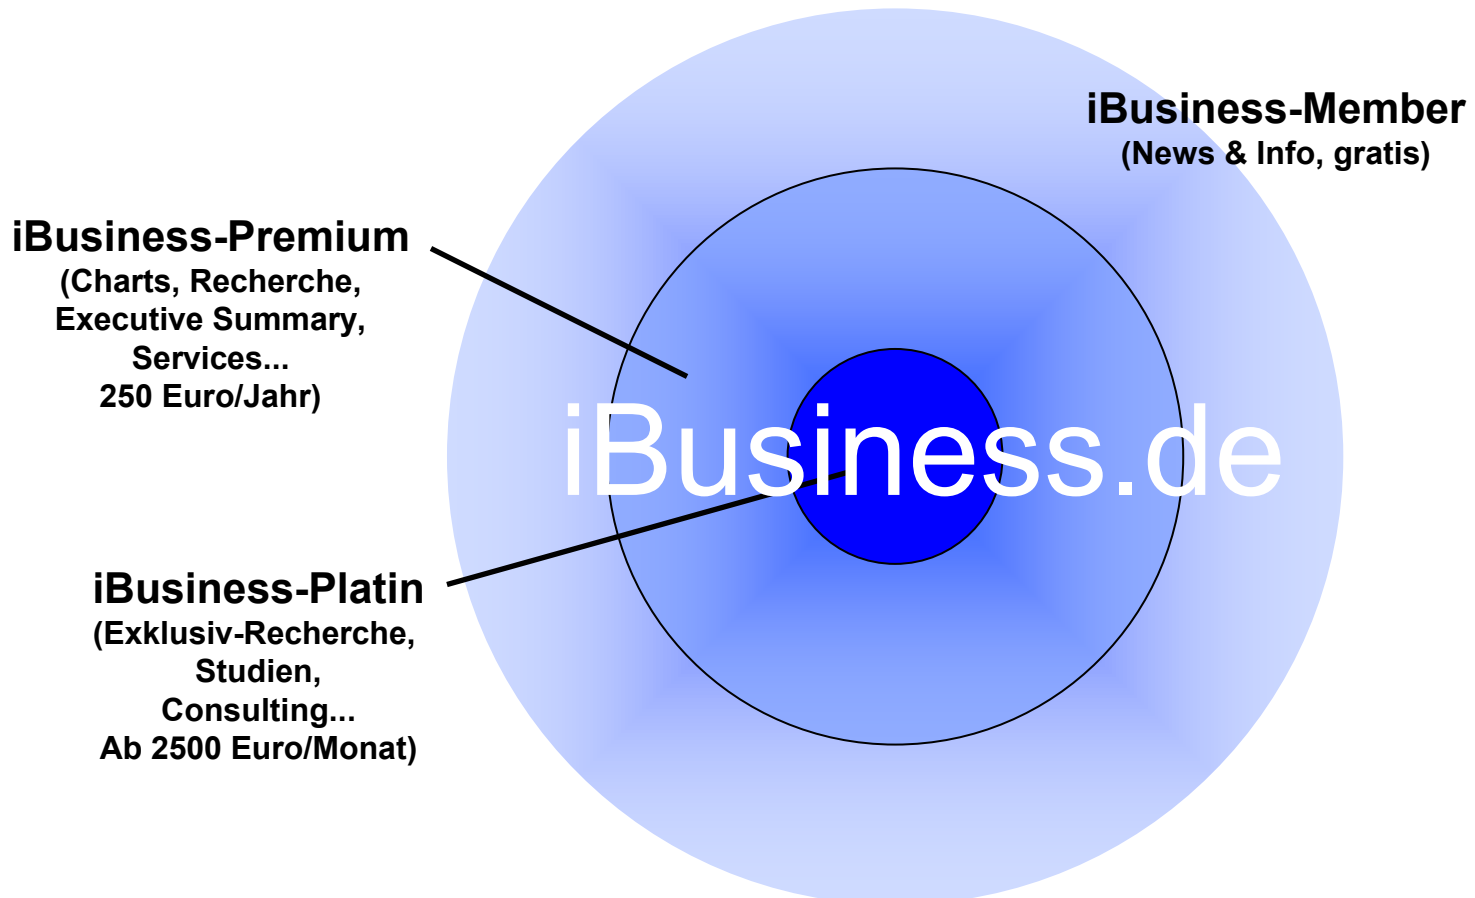 iBusiness-Member
(News & Info, gratis)
iBusiness-Premium
(Charts, Recherche,
Executive Summary,
Services...
250 Euro/Jahr)
iBusiness.de
iBusiness-Platin
(Exklusiv-Recherche,
Studien,
Consulting...
Ab 2500 Euro/Monat)